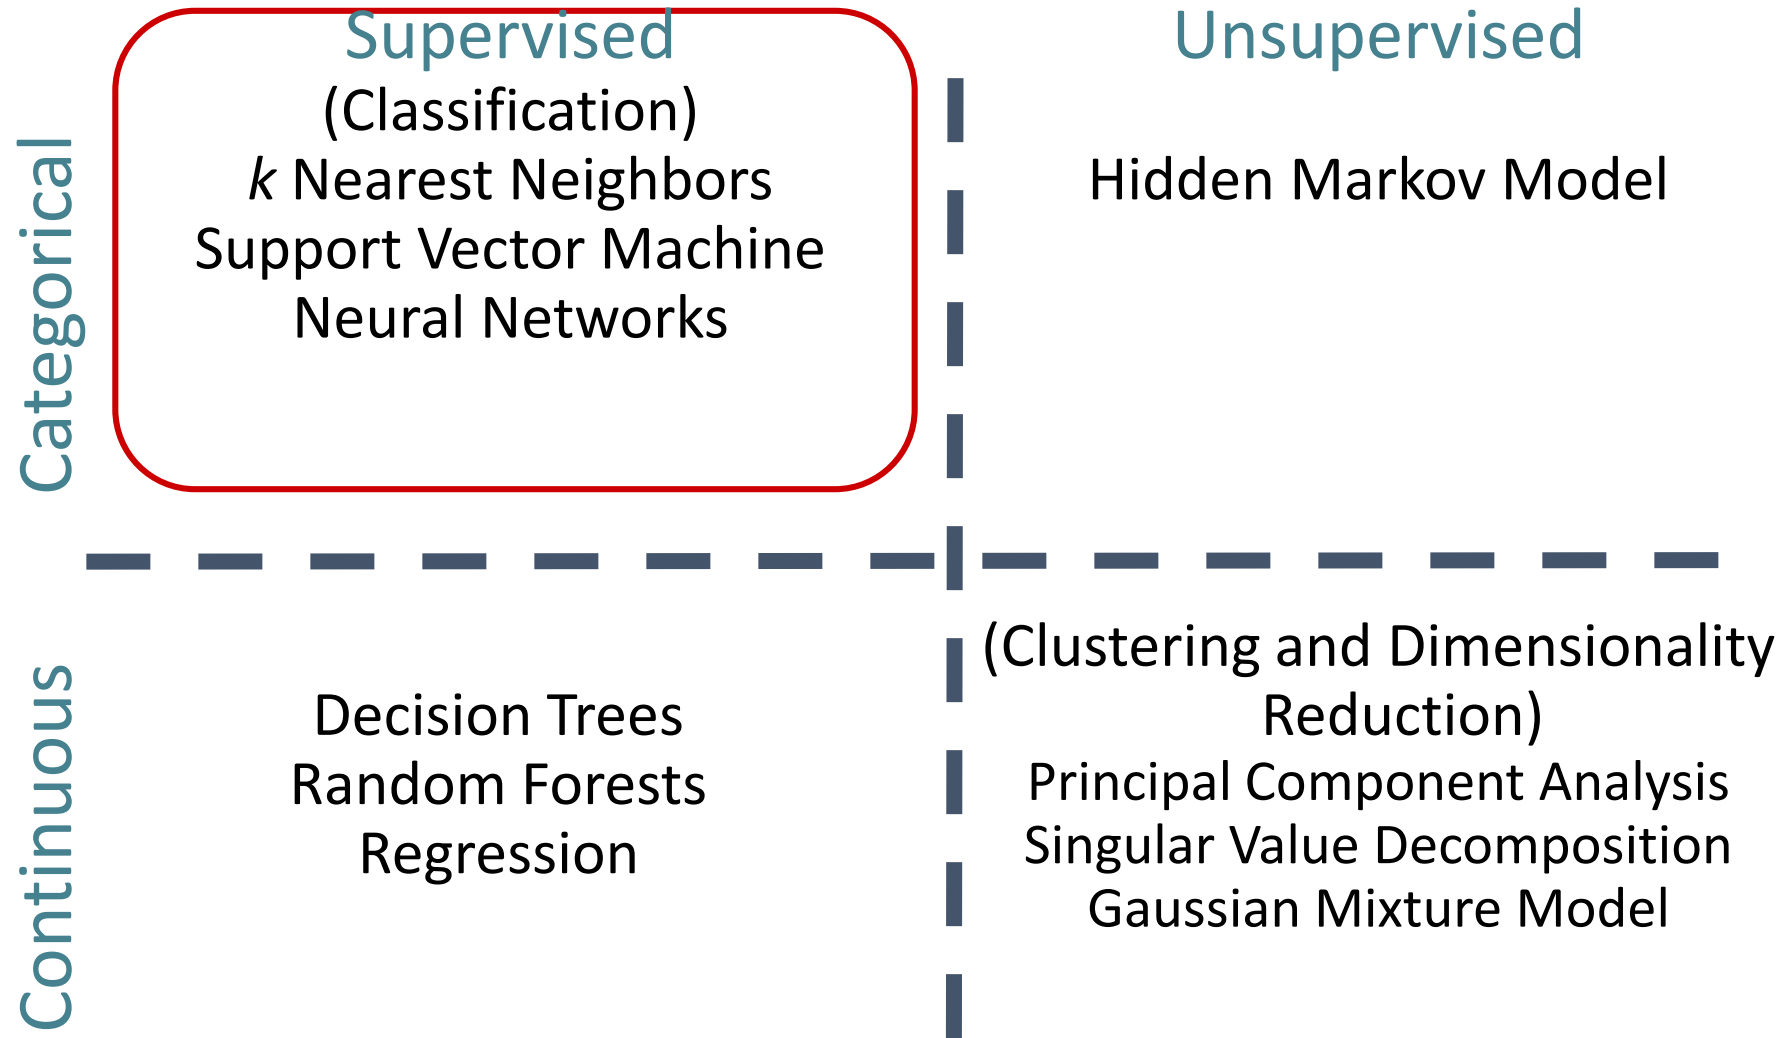 Supervised
(Classification)
k Nearest Neighbors
Support Vector Machine
Neural Networks
Unsupervised
Hidden Markov Model
Categorical
Continuous
Decision Trees
Random Forests
Regression
(Clustering and Dimensionality
Reduction)
Principal Component Analysis
Singular Value Decomposition
Gaussian Mixture Model